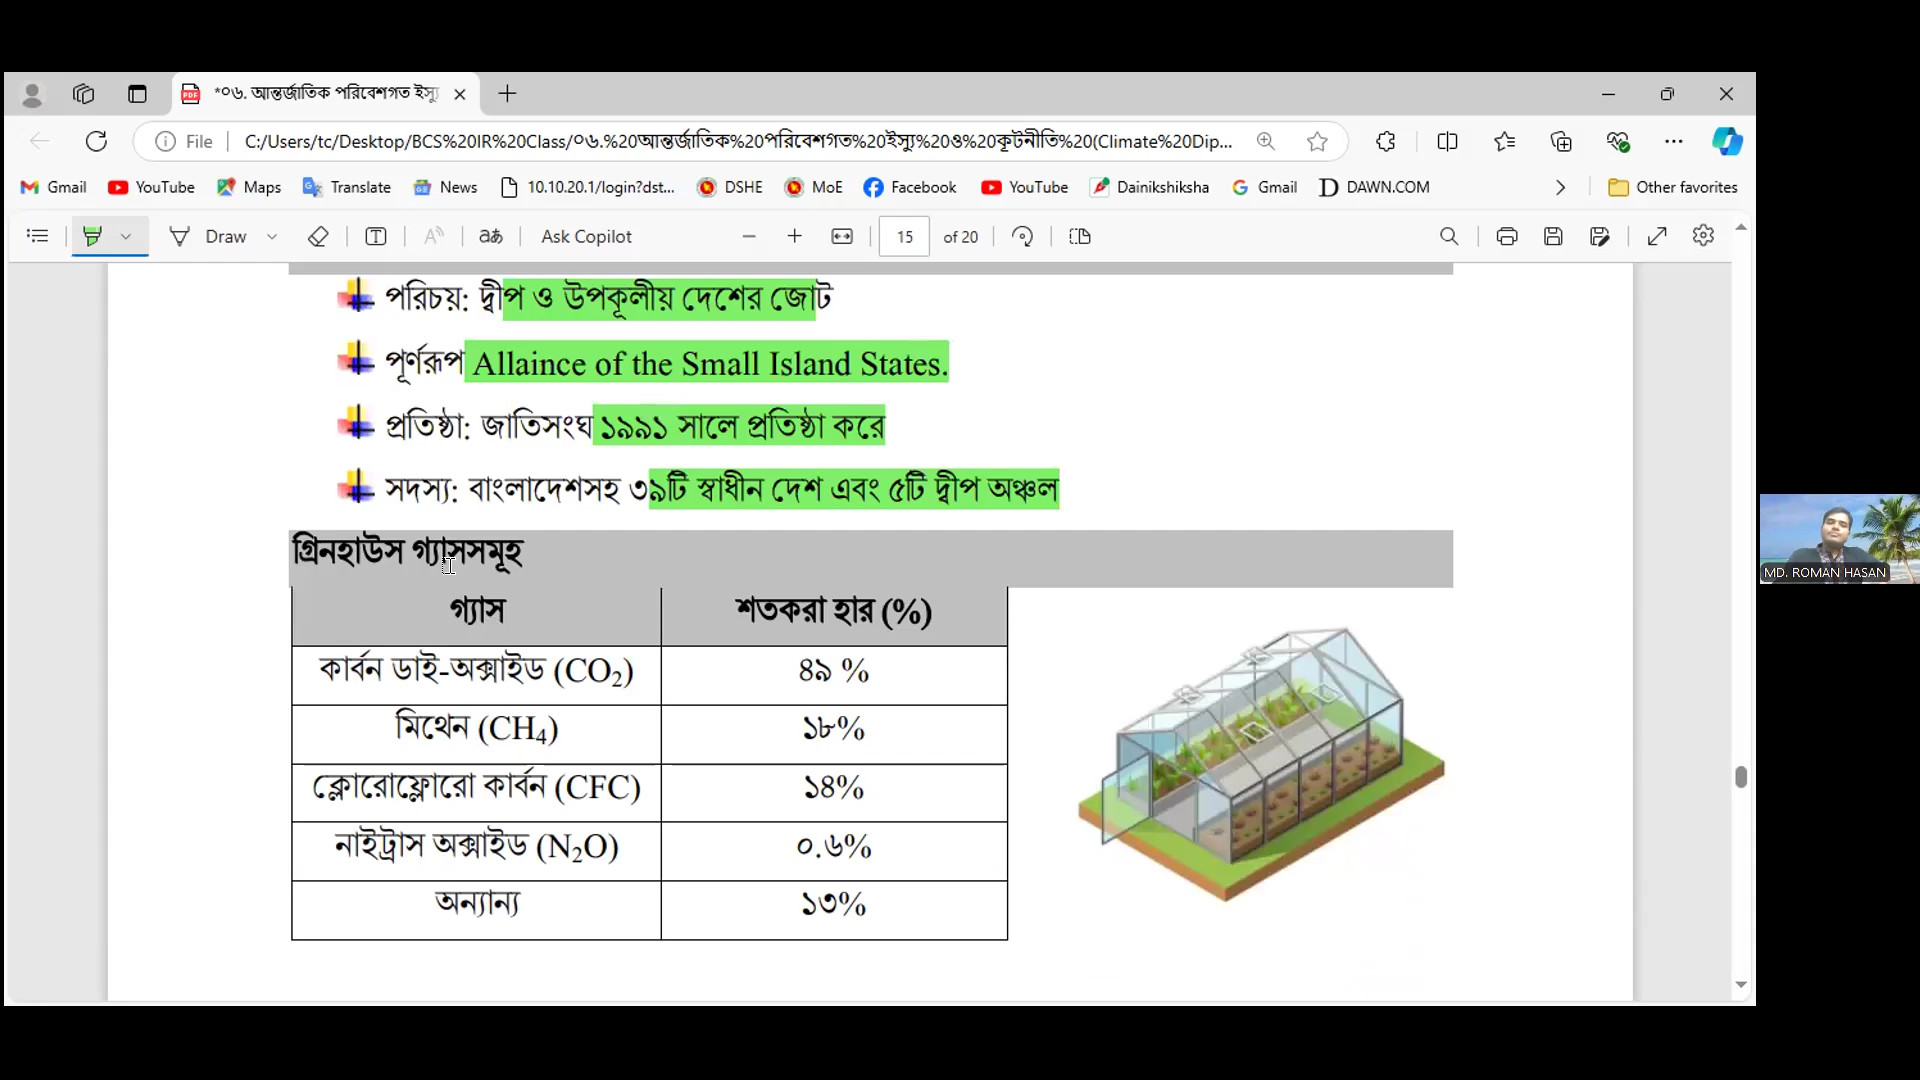 *০৬. আন্তর্জাতিক পরিবেশগত ইস্যু
File C:/Users/tc/Desktop/BCS%20IR%20Class/০৬.%20আন্তর্জাতিক%20পরিবেশগত%20ইস্যু%20ও%20কূটনীতি%20(Climate%20Dip...
Gmail YouTube Maps Translate News 10.10.20.1/login?dst... DSHE MoE Facebook YouTube Dainikshiksha Gmail DAWN.COM Other favorites
Draw Ask Copilot 15 of 20
পরিচয়: দ্বীপ ও উপকূলীয় দেশের জোট
পূর্ণরূপ Allaince of the Small Island States.
প্রতিষ্ঠা: জাতিসংঘ ১৯৯১ সালে প্রতিষ্ঠা করে
সদস্য: বাংলাদেশসহ ৩৯টি স্বাধীন দেশ এবং ৫টি দ্বীপ অঞ্চল
গ্রিনহাউস গ্যাসসমূহ
গ্যাস শতকরা হার (%)
কার্বন ডাই-অক্সাইড (CO₂) ৪৯ %
মিথেন (CH₄) ১৮%
ক্লোরোফ্লোরো কার্বন (CFC) ১৪%
নাইট্রাস অক্সাইড (N₂O) ০.৬%
অন্যান্য ১৩%
MD. ROMAN HASAN